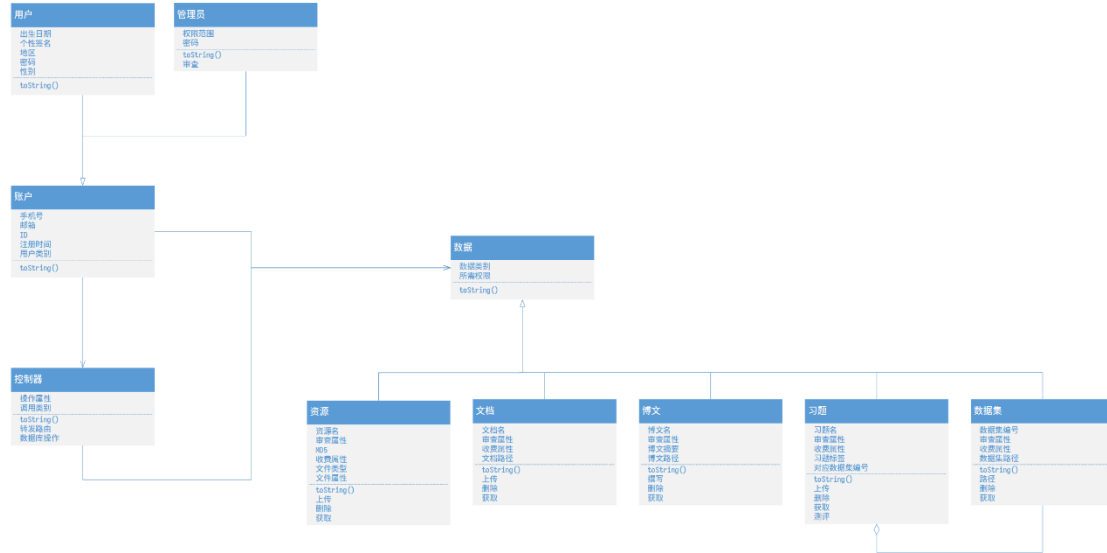 用户
出生日期
个性签名
地区
密码
性别
toString()
管理员
权限范围
密码
toString()
审查
账户
手机号
邮箱
ID
注册时间
用户类别
toString()
数据
数据类别
所需权限
toString()
控制器
操作属性
调用类别
toString()
转发路由
数据库操作
资源
资源名
审查属性
MD5
收费属性
文件类型
文件属性
toString()
上传
删除
获取
文档
文档名
审查属性
收费属性
文档路径
toString()
上传
删除
获取
博文
博文名
审查属性
博文摘要
博文路径
toString()
撰写
删除
获取
习题
习题名
审查属性
收费属性
习题标签
对应数据集编号
toString()
上传
删除
获取
测评
数据集
数据集编号
审查属性
收费属性
数据集路径
toString()
路径
删除
获取